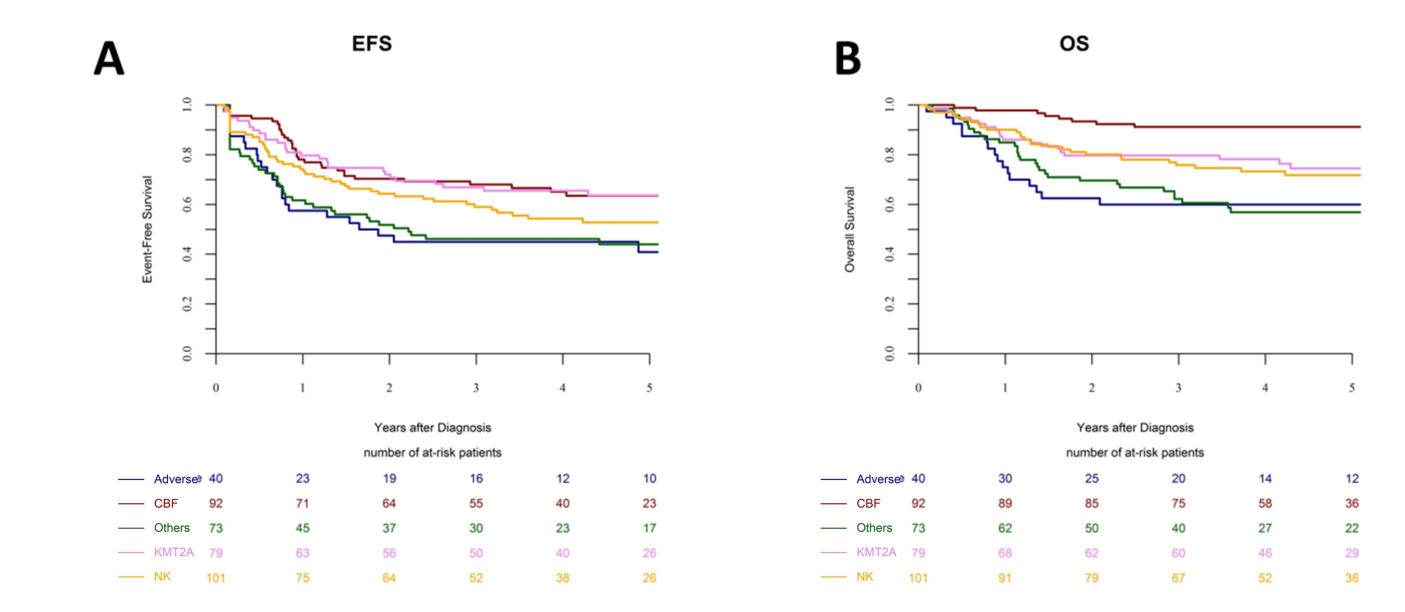 A
EFS
Event-Free Survival
1.0
0.8
0.6
0.4
0.2
0.0
0 1 2 3 4 5
Years after Diagnosis
number of at-risk patients
Adverse 40 23 19 16 12 10
CBF 92 71 64 55 40 23
Others 73 45 37 30 23 17
KMT2A 79 63 56 50 40 26
NK 101 75 64 52 38 26
B
OS
Overall Survival
1.0
0.8
0.6
0.4
0.2
0.0
0 1 2 3 4 5
Years after Diagnosis
number of at-risk patients
Adverse 40 30 25 20 14 12
CBF 92 89 85 75 58 36
Others 73 62 50 40 27 22
KMT2A 79 68 62 60 46 29
NK 101 91 79 67 52 36